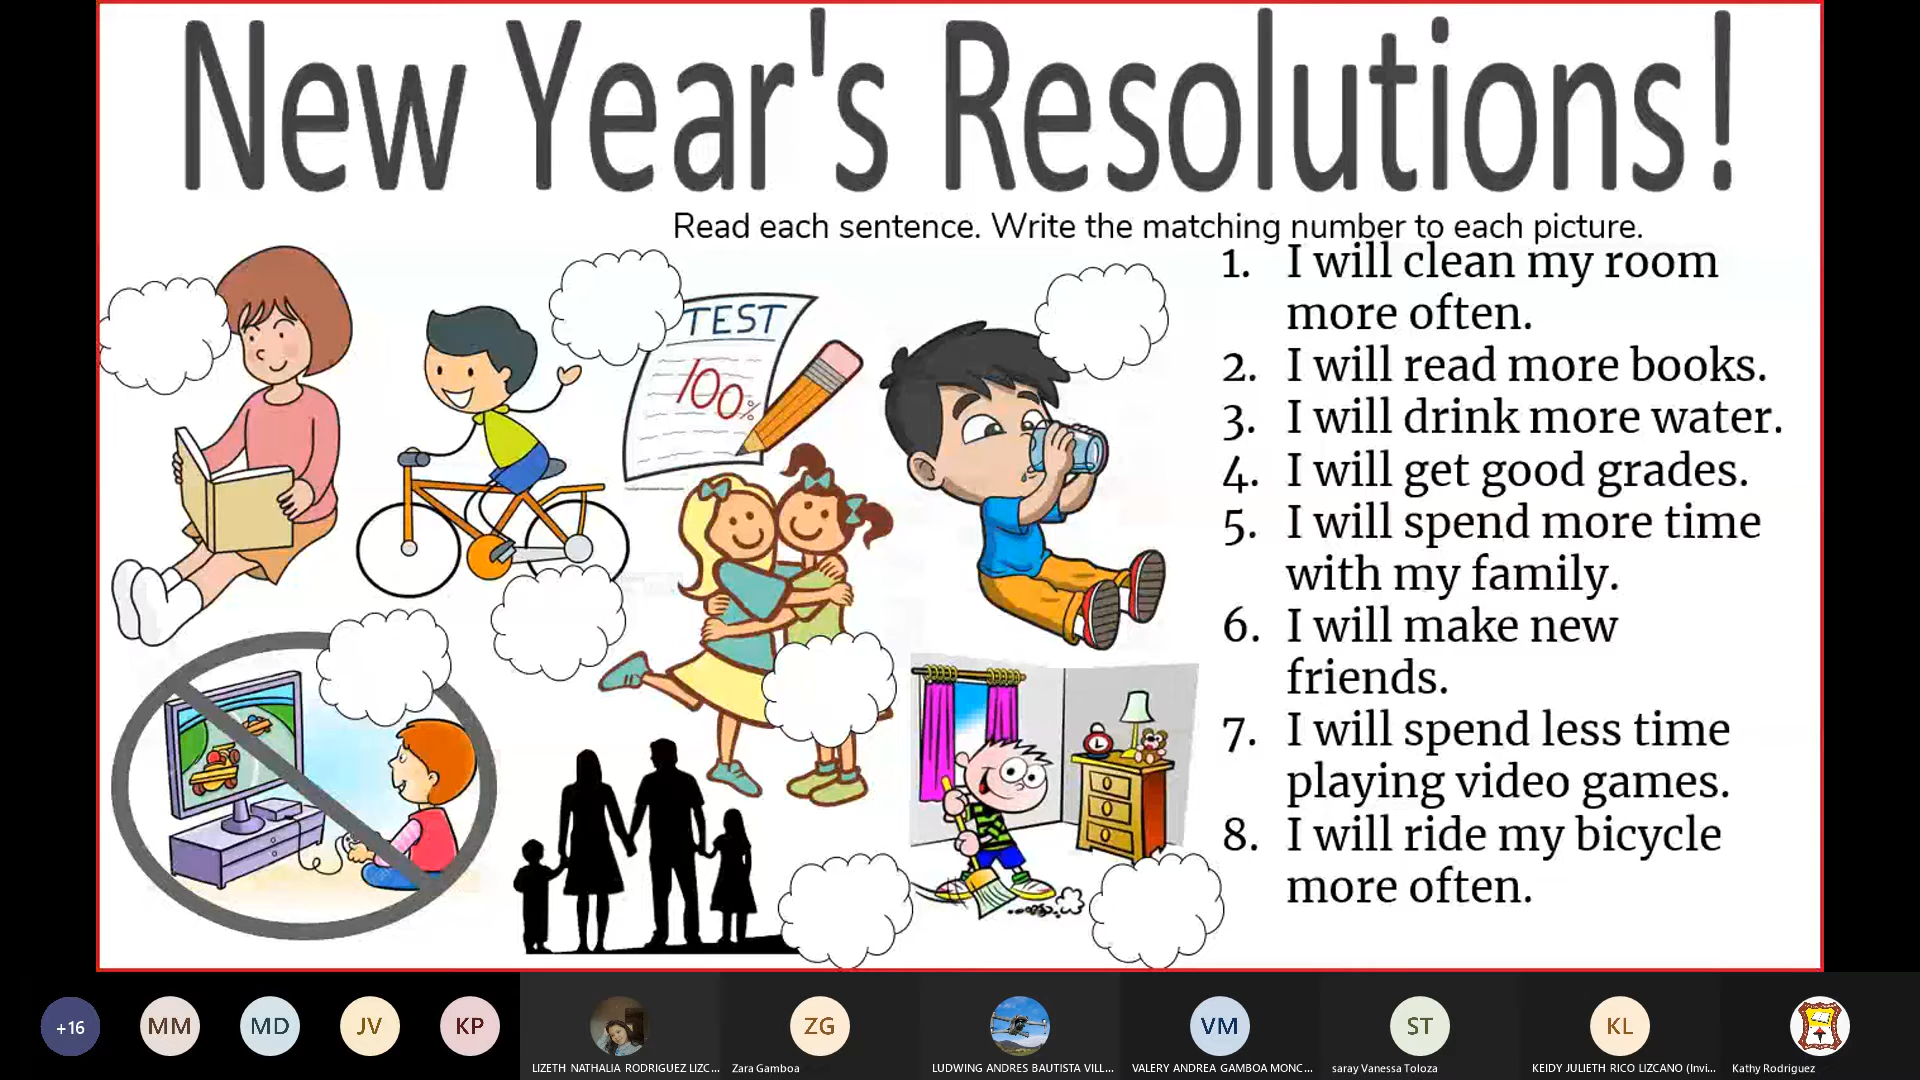 New Year's Resolutions!
Read each sentence. Write the matching number to each picture.
TEST
100%
1. I will clean my room
more often.
2. I will read more books.
3. I will drink more water.
4. I will get good grades.
5. I will spend more time
with my family.
6. I will make new
friends.
7. I will spend less time
playing video games.
8. I will ride my bicycle
more often.
+16
MM
MD
JV
KP
ZG
VM
ST
KL
LIZETH NATHALIA RODRIGUEZ LIZC...
Zara Gamboa
LUDWING ANDRES BAUTISTA VILL...
VALERY ANDREA GAMBOA MONC...
saray Vanessa Toloza
KEIDY JULIETH RICO LIZCANO (Invi...
Kathy Rodriguez